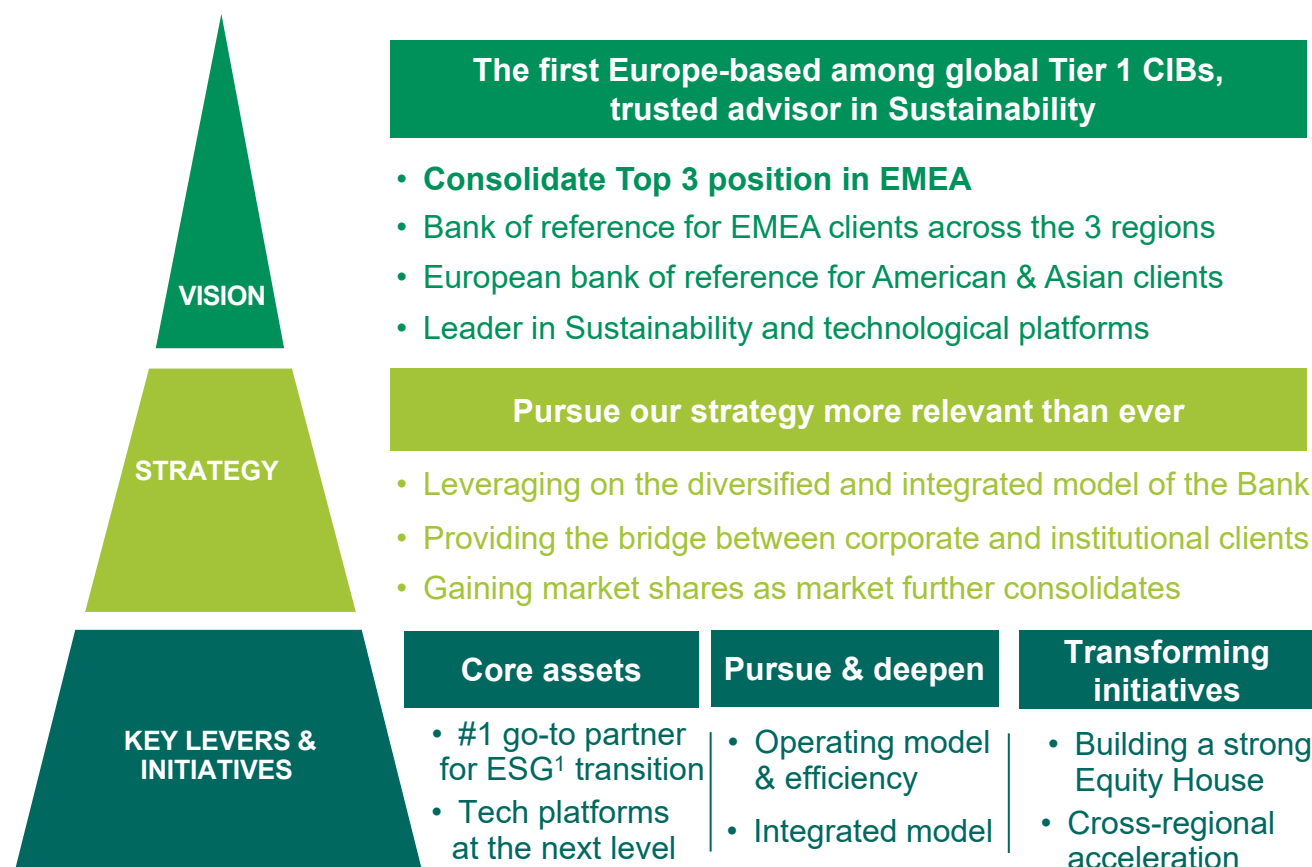 The first Europe-based among global Tier 1 CIBs,
trusted advisor in Sustainability
VISION
• Consolidate Top 3 position in EMEA
• Bank of reference for EMEA clients across the 3 regions
• European bank of reference for American & Asian clients
• Leader in Sustainability and technological platforms
STRATEGY
Pursue our strategy more relevant than ever
• Leveraging on the diversified and integrated model of the Bank
• Providing the bridge between corporate and institutional clients
• Gaining market shares as market further consolidates
KEY LEVERS &
INITIATIVES
Core assets
• #1 go-to partner
for ESG¹ transition
• Tech platforms
at the next level
Pursue & deepen
• Operating model
& efficiency
• Integrated model
Transforming
initiatives
• Building a strong
Equity House
• Cross-regional
acceleration